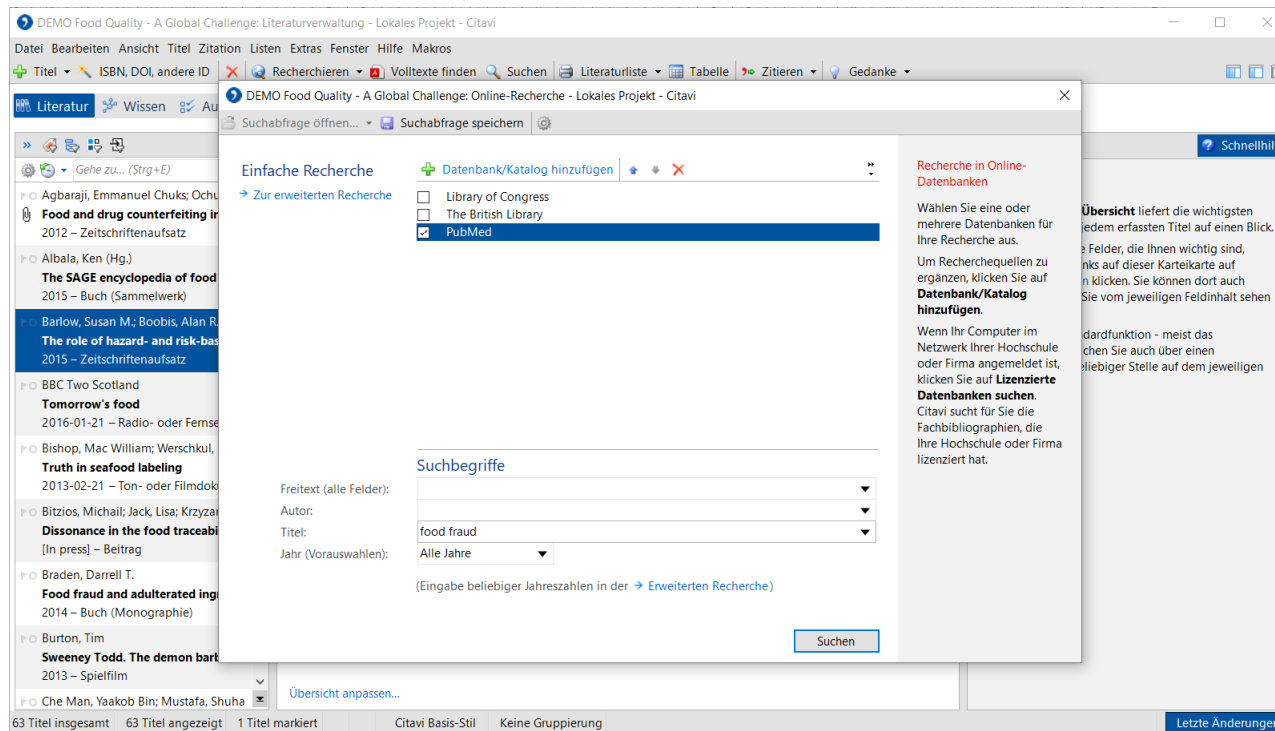 DEMO Food Quality - A Global Challenge: Literaturverwaltung - Lokales Projekt - Citavi
Datei Bearbeiten Ansicht Titel Zitation Listen Extras Fenster Hilfe Makros
Titel ISBN, DOI, andere ID Recherchieren Volltexte finden Suchen Literaturliste Tabelle Zitieren Gedanke
Literatur Wissen Au
Schnellhil
Gehe zu... (Strg+E)
Agbaraji, Emmanuel Chuks; Ochu
Food and drug counterfeiting in
2012 – Zeitschriftenaufsatz
Albala, Ken (Hg.)
The SAGE encyclopedia of food
2015 – Buch (Sammelwerk)
Barlow, Susan M.; Boobis, Alan R.
The role of hazard- and risk-bas
2015 – Zeitschriftenaufsatz
BBC Two Scotland
Tomorrow's food
2016-01-21 – Radio- oder Fernse
Bishop, Mac William; Werschkul,
Truth in seafood labeling
2013-02-21 – Ton- oder Filmdok
Bitzios, Michail; Jack, Lisa; Krzyzan
Dissonance in the food traceabi
[In press] – Beitrag
Braden, Darrell T.
Food fraud and adulterated ing
2014 – Buch (Monographie)
Burton, Tim
Sweeney Todd. The demon barb
2013 – Spielfilm
Che Man, Yaakob Bin; Mustafa, Shuha
DEMO Food Quality - A Global Challenge: Online-Recherche - Lokales Projekt - Citavi
Suchabfrage öffnen... Suchabfrage speichern
Einfache Recherche
Zur erweiterten Recherche
Datenbank/Katalog hinzufügen
Library of Congress
The British Library
PubMed
Suchbegriffe
Freitext (alle Felder):
Autor:
Titel: food fraud
Jahr (Vorauswahlen): Alle Jahre
(Eingabe beliebiger Jahreszahlen in der → Erweiterten Recherche)
Suchen
Recherche in Online-
Datenbanken
Wählen Sie eine oder
mehrere Datenbanken für
Ihre Recherche aus.
Um Recherchequellen zu
ergänzen, klicken Sie auf
Datenbank/Katalog
hinzufügen.
Wenn Ihr Computer im
Netzwerk Ihrer Hochschule
oder Firma angemeldet ist,
klicken Sie auf Lizenzierte
Datenbanken suchen.
Citavi sucht für Sie die
Fachbibliographien, die
Ihre Hochschule oder Firma
lizenziert hat.
Übersicht liefert die wichtigsten
jedem erfassten Titel auf einen Blick.
e Felder, die Ihnen wichtig sind,
nks auf dieser Karteikarte auf
n klicken. Sie können dort auch
Sie vom jeweiligen Feldinhalt sehen
dardfunktion - meist das
chen Sie auch über einen
eliebiger Stelle auf dem jeweiligen
Übersicht anpassen...
63 Titel insgesamt 63 Titel angezeigt 1 Titel markiert Citavi Basis-Stil Keine Gruppierung Letzte Änderungen